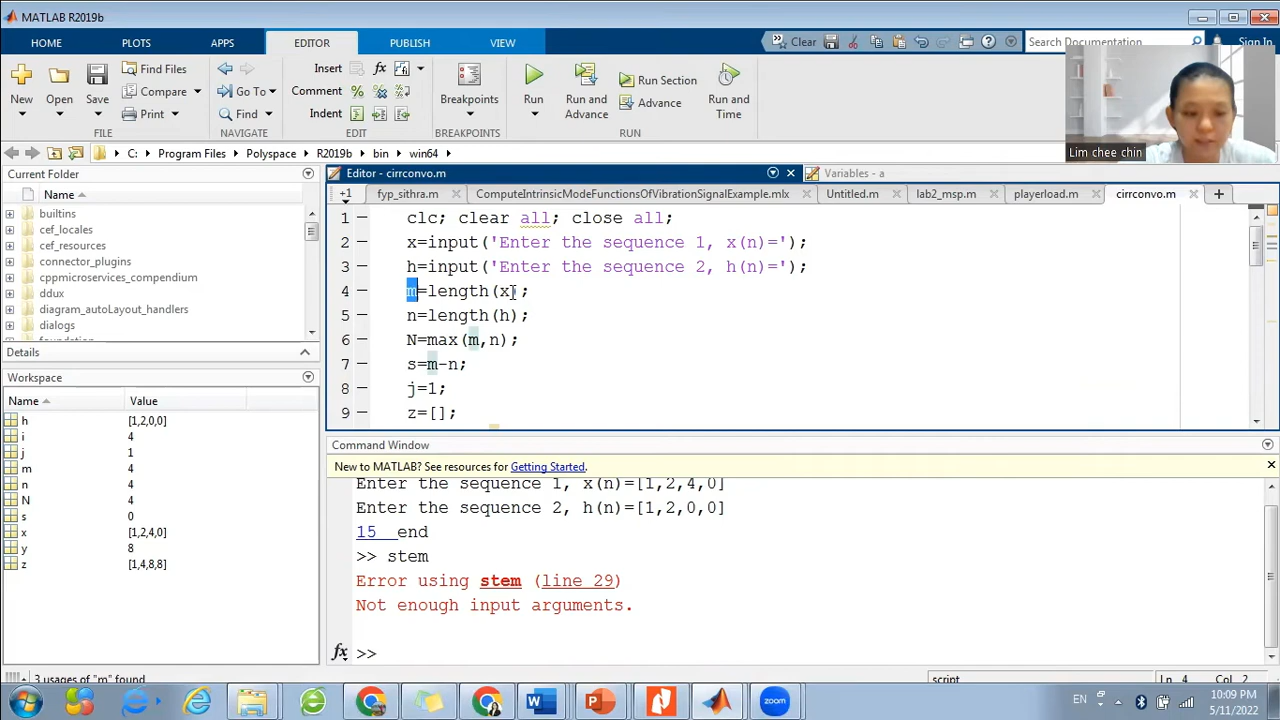 MATLAB R2019b
HOME PLOTS APPS EDITOR PUBLISH VIEW Clear Search Documentation Sign In
New Open Save Find Files Compare Print Go To Find Insert Comment Indent fx Breakpoints Run Run and Advance Run Section Advance Run and Time
FILE NAVIGATE EDIT BREAKPOINTS RUN
Lim chee chin
C: Program Files Polyspace R2019b bin win64
Current Folder
Name
builtins
cef_locales
cef_resources
connector_plugins
cppmicroservices_compendium
ddux
diagram_autoLayout_handlers
dialogs
Details
Workspace
Name Value
h [1,2,0,0]
i 4
j 1
m 4
n 4
N 4
s 0
x [1,2,4,0]
y 8
z [1,4,8,8]
Editor - cirrconvo.m Variables - a
+1 fyp_sithra.m ComputeIntrinsicModeFunctionsOfVibrationSignalExample.mlx Untitled.m lab2_msp.m playerload.m cirrconvo.m
1 clc; clear all; close all;
2 x=input('Enter the sequence 1, x(n)=');
3 h=input('Enter the sequence 2, h(n)=');
4 m=length(x);
5 n=length(h);
6 N=max(m,n);
7 s=m-n;
8 j=1;
9 z=[];
Command Window
New to MATLAB? See resources for Getting Started.
Enter the sequence 1, x(n)=[1,2,4,0]
Enter the sequence 2, h(n)=[1,2,0,0]
15 end
>> stem
Error using stem (line 29)
Not enough input arguments.
fx >>
3 usages of "m" found script Ln 4 Col 2
EN 10:09 PM
5/11/2022